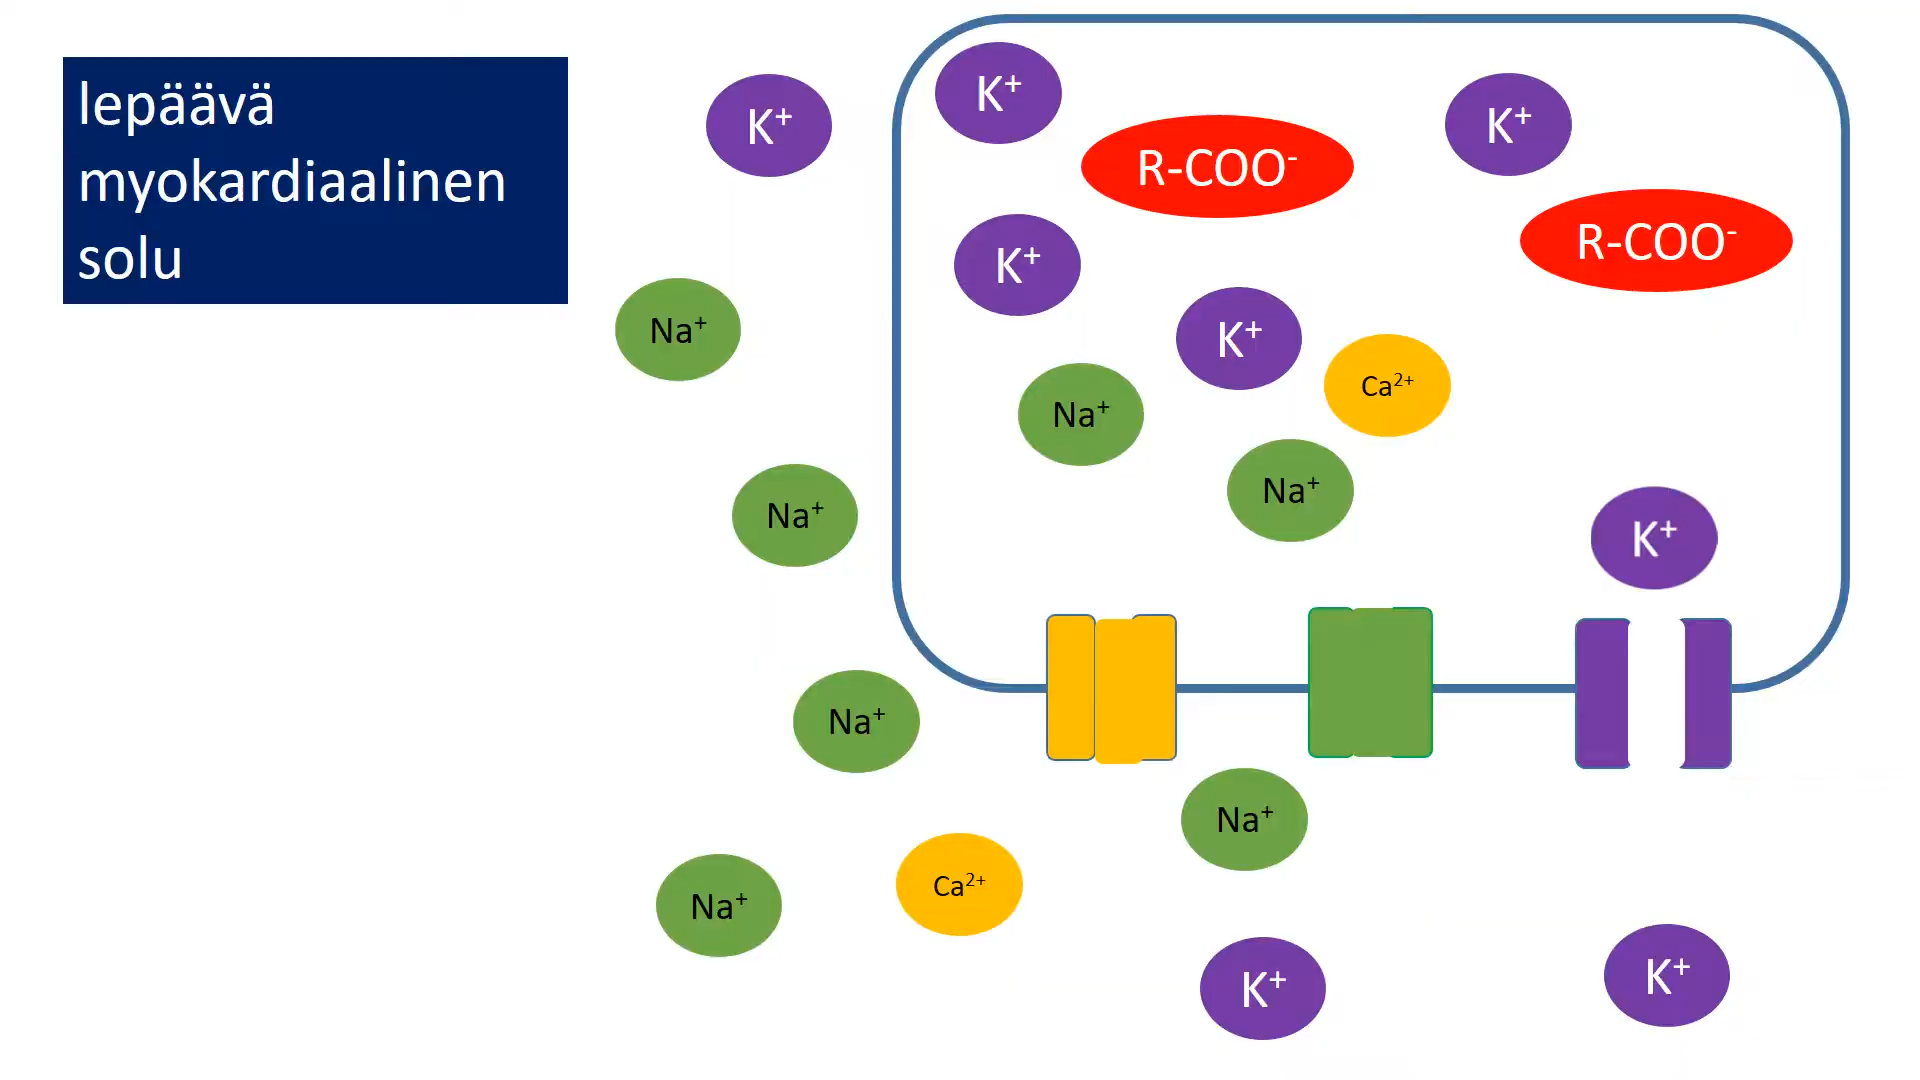 lepäävä
myokardiaalinen
solu
K⁺
K⁺
K⁺
R-COO⁻
R-COO⁻
K⁺
K⁺
Na⁺
Ca²⁺
Na⁺
Na⁺
Na⁺
K⁺
Na⁺
Na⁺
Na⁺
Ca²⁺
K⁺
K⁺